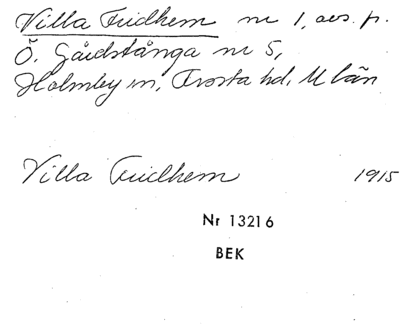 Villa Fridhem nr 1, avs. fr.
Ö. Gårdstånga nr 5,
Holmby sn, Frosta hd, M län
Villa Fridhem 1915
Nr 13216
BEK